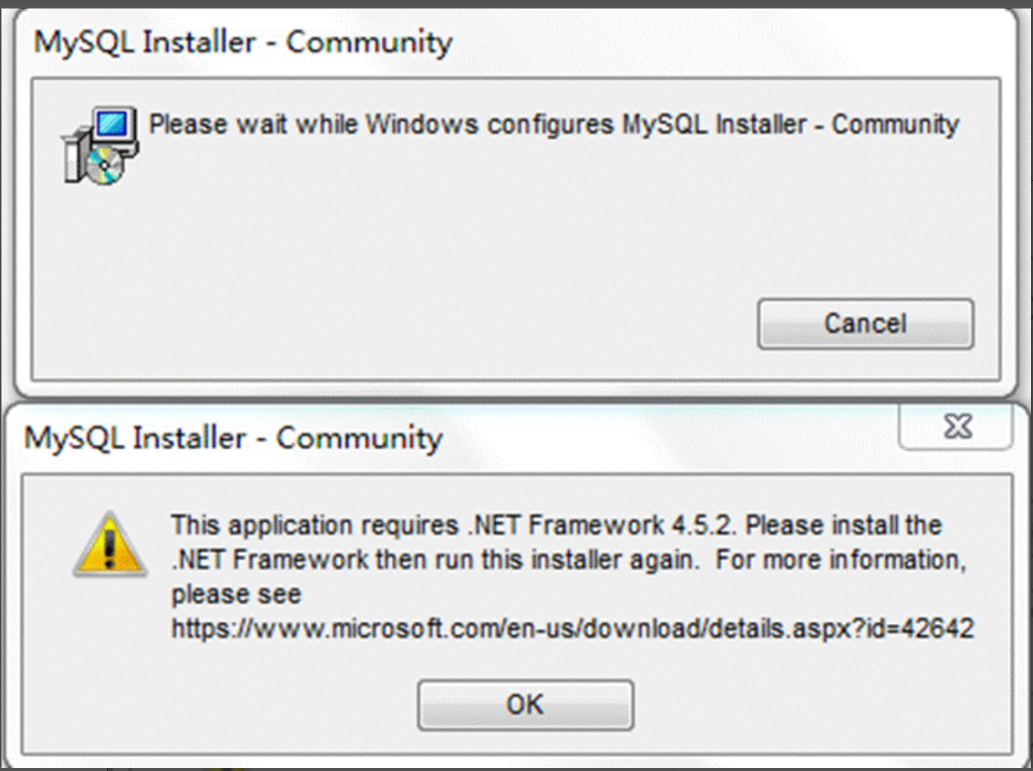 MySQL Installer - Community
Please wait while Windows configures MySQL Installer - Community
Cancel
MySQL Installer - Community
This application requires .NET Framework 4.5.2. Please install the
.NET Framework then run this installer again.  For more information,
please see
https://www.microsoft.com/en-us/download/details.aspx?id=42642
OK